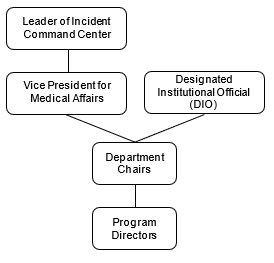 Leader of Incident
Command Center
Vice President for
Medical Affairs
Designated
Institutional Official
(DIO)
Department
Chairs
Program
Directors